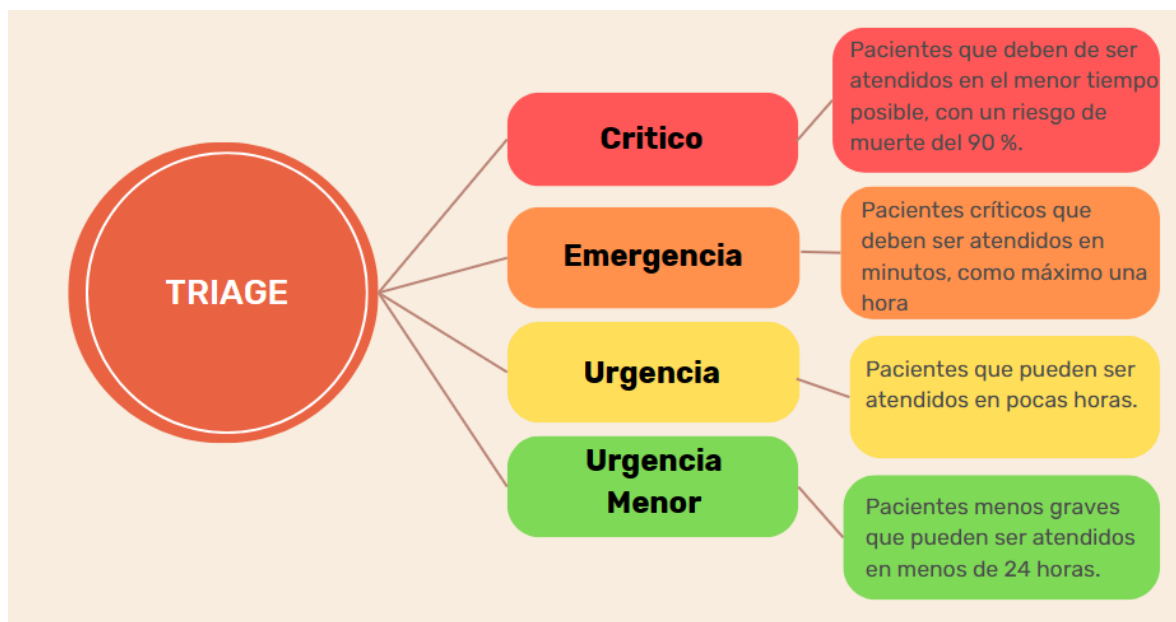 TRIAGE
Critico
Pacientes que deben de ser
atendidos en el menor tiempo
posible, con un riesgo de
muerte del 90 %.
Emergencia
Pacientes críticos que
deben ser atendidos en
minutos, como máximo una
hora
Urgencia
Pacientes que pueden ser
atendidos en pocas horas.
Urgencia
Menor
Pacientes menos graves
que pueden ser atendidos
en menos de 24 horas.